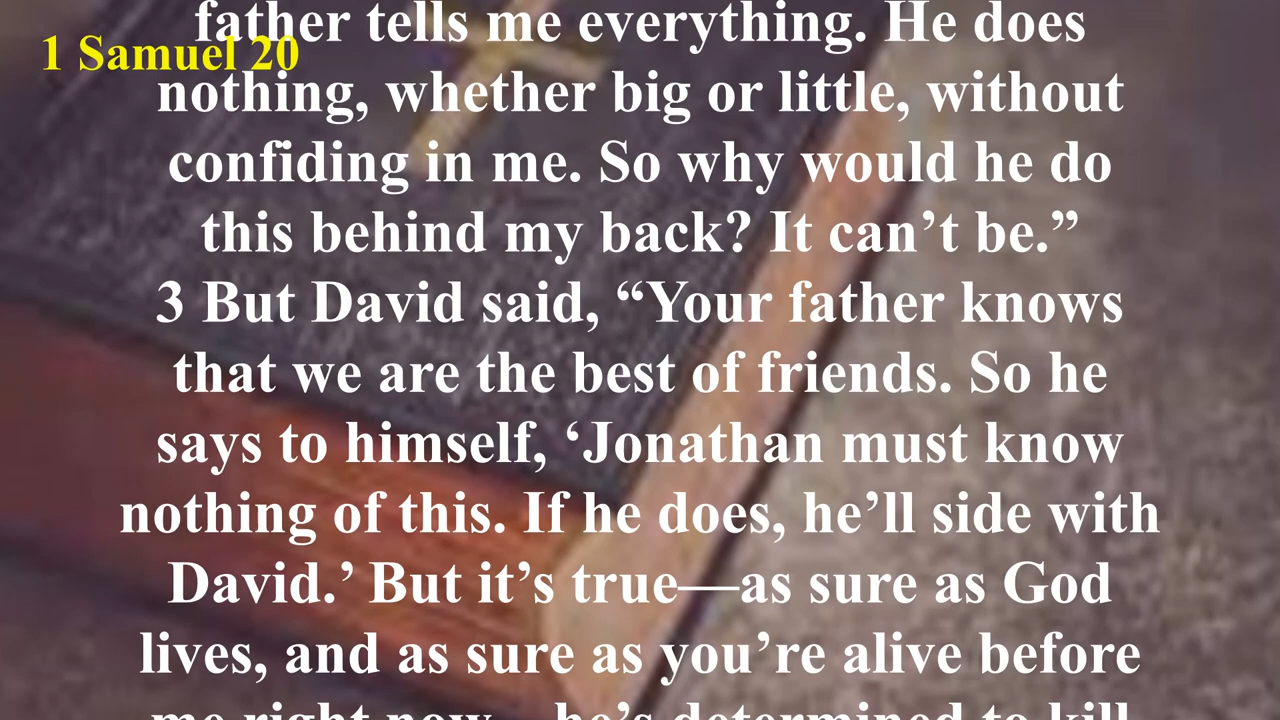 father tells me everything. He does
1 Samuel 20
nothing, whether big or little, without
confiding in me. So why would he do
this behind my back? It can’t be.”
3 But David said, “Your father knows
that we are the best of friends. So he
says to himself, ‘Jonathan must know
nothing of this. If he does, he’ll side with
David.’ But it’s true—as sure as God
lives, and as sure as you’re alive before
me right now—he’s determined to kill